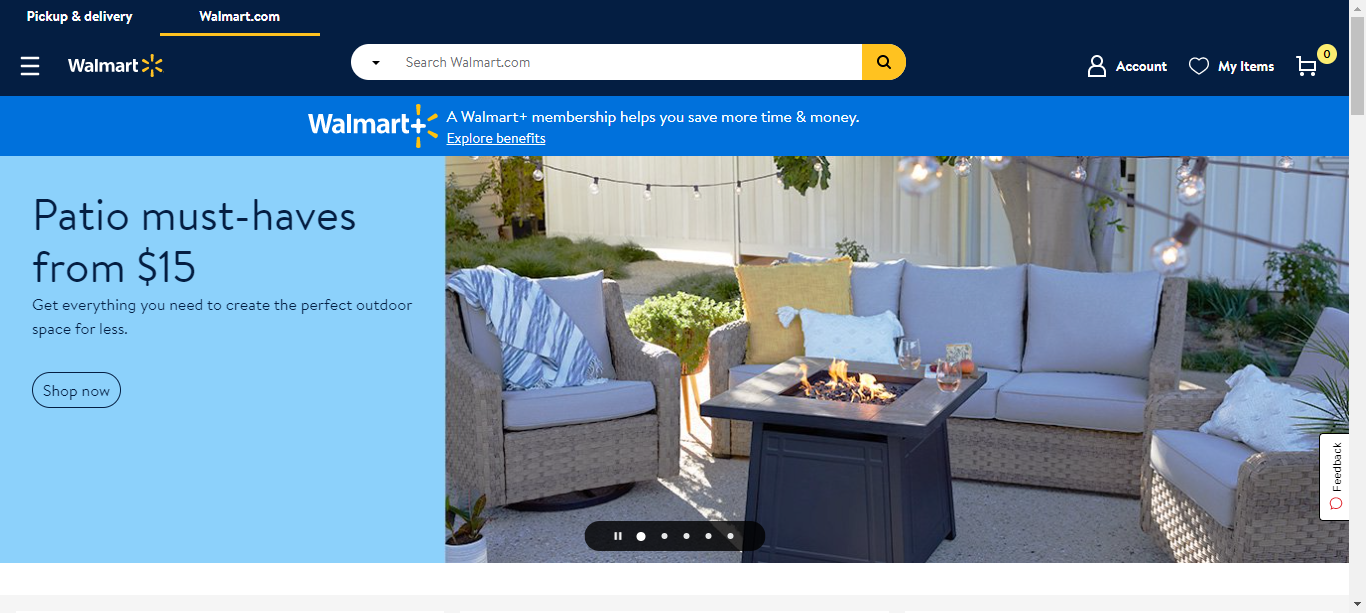 Pickup & delivery
Walmart.com
Walmart
Search Walmart.com
Account
My Items
0
Walmart+
A Walmart+ membership helps you save more time & money.
Explore benefits
Patio must-haves
from $15
Get everything you need to create the perfect outdoor
space for less.
Shop now
Feedback